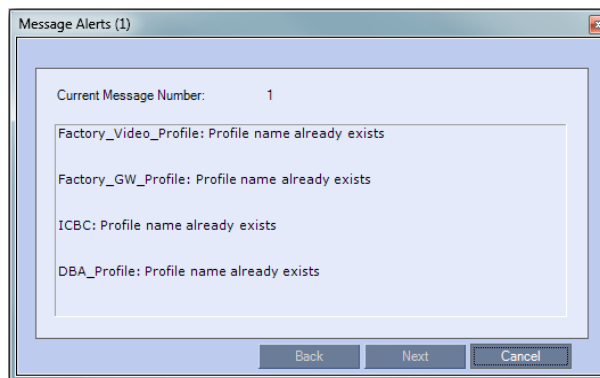 Message Alerts (1)
Current Message Number: 1
Factory_Video_Profile: Profile name already exists
Factory_GW_Profile: Profile name already exists
ICBC: Profile name already exists
DBA_Profile: Profile name already exists
Back Next Cancel